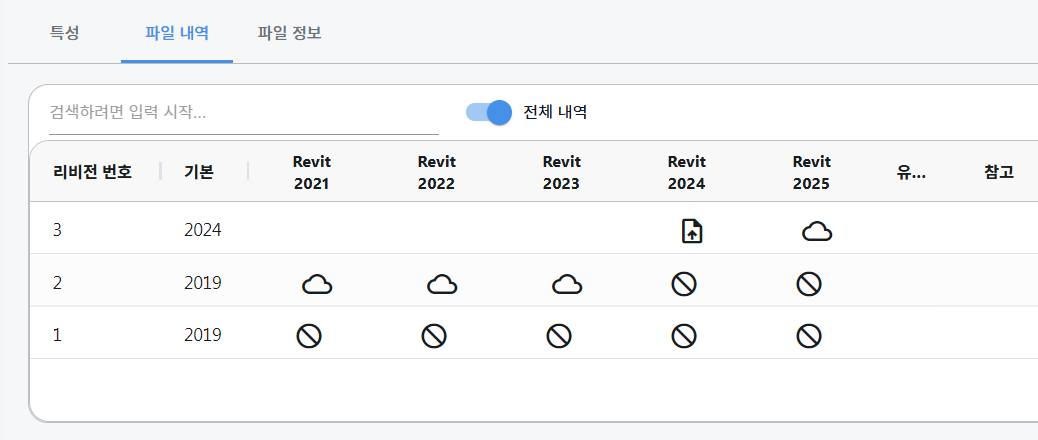 특성 파일 내역 파일 정보
검색하려면 입력 시작... 전체 내역
리비전 번호 기본 Revit 2021 Revit 2022 Revit 2023 Revit 2024 Revit 2025 유... 참고
3 2024
2 2019
1 2019